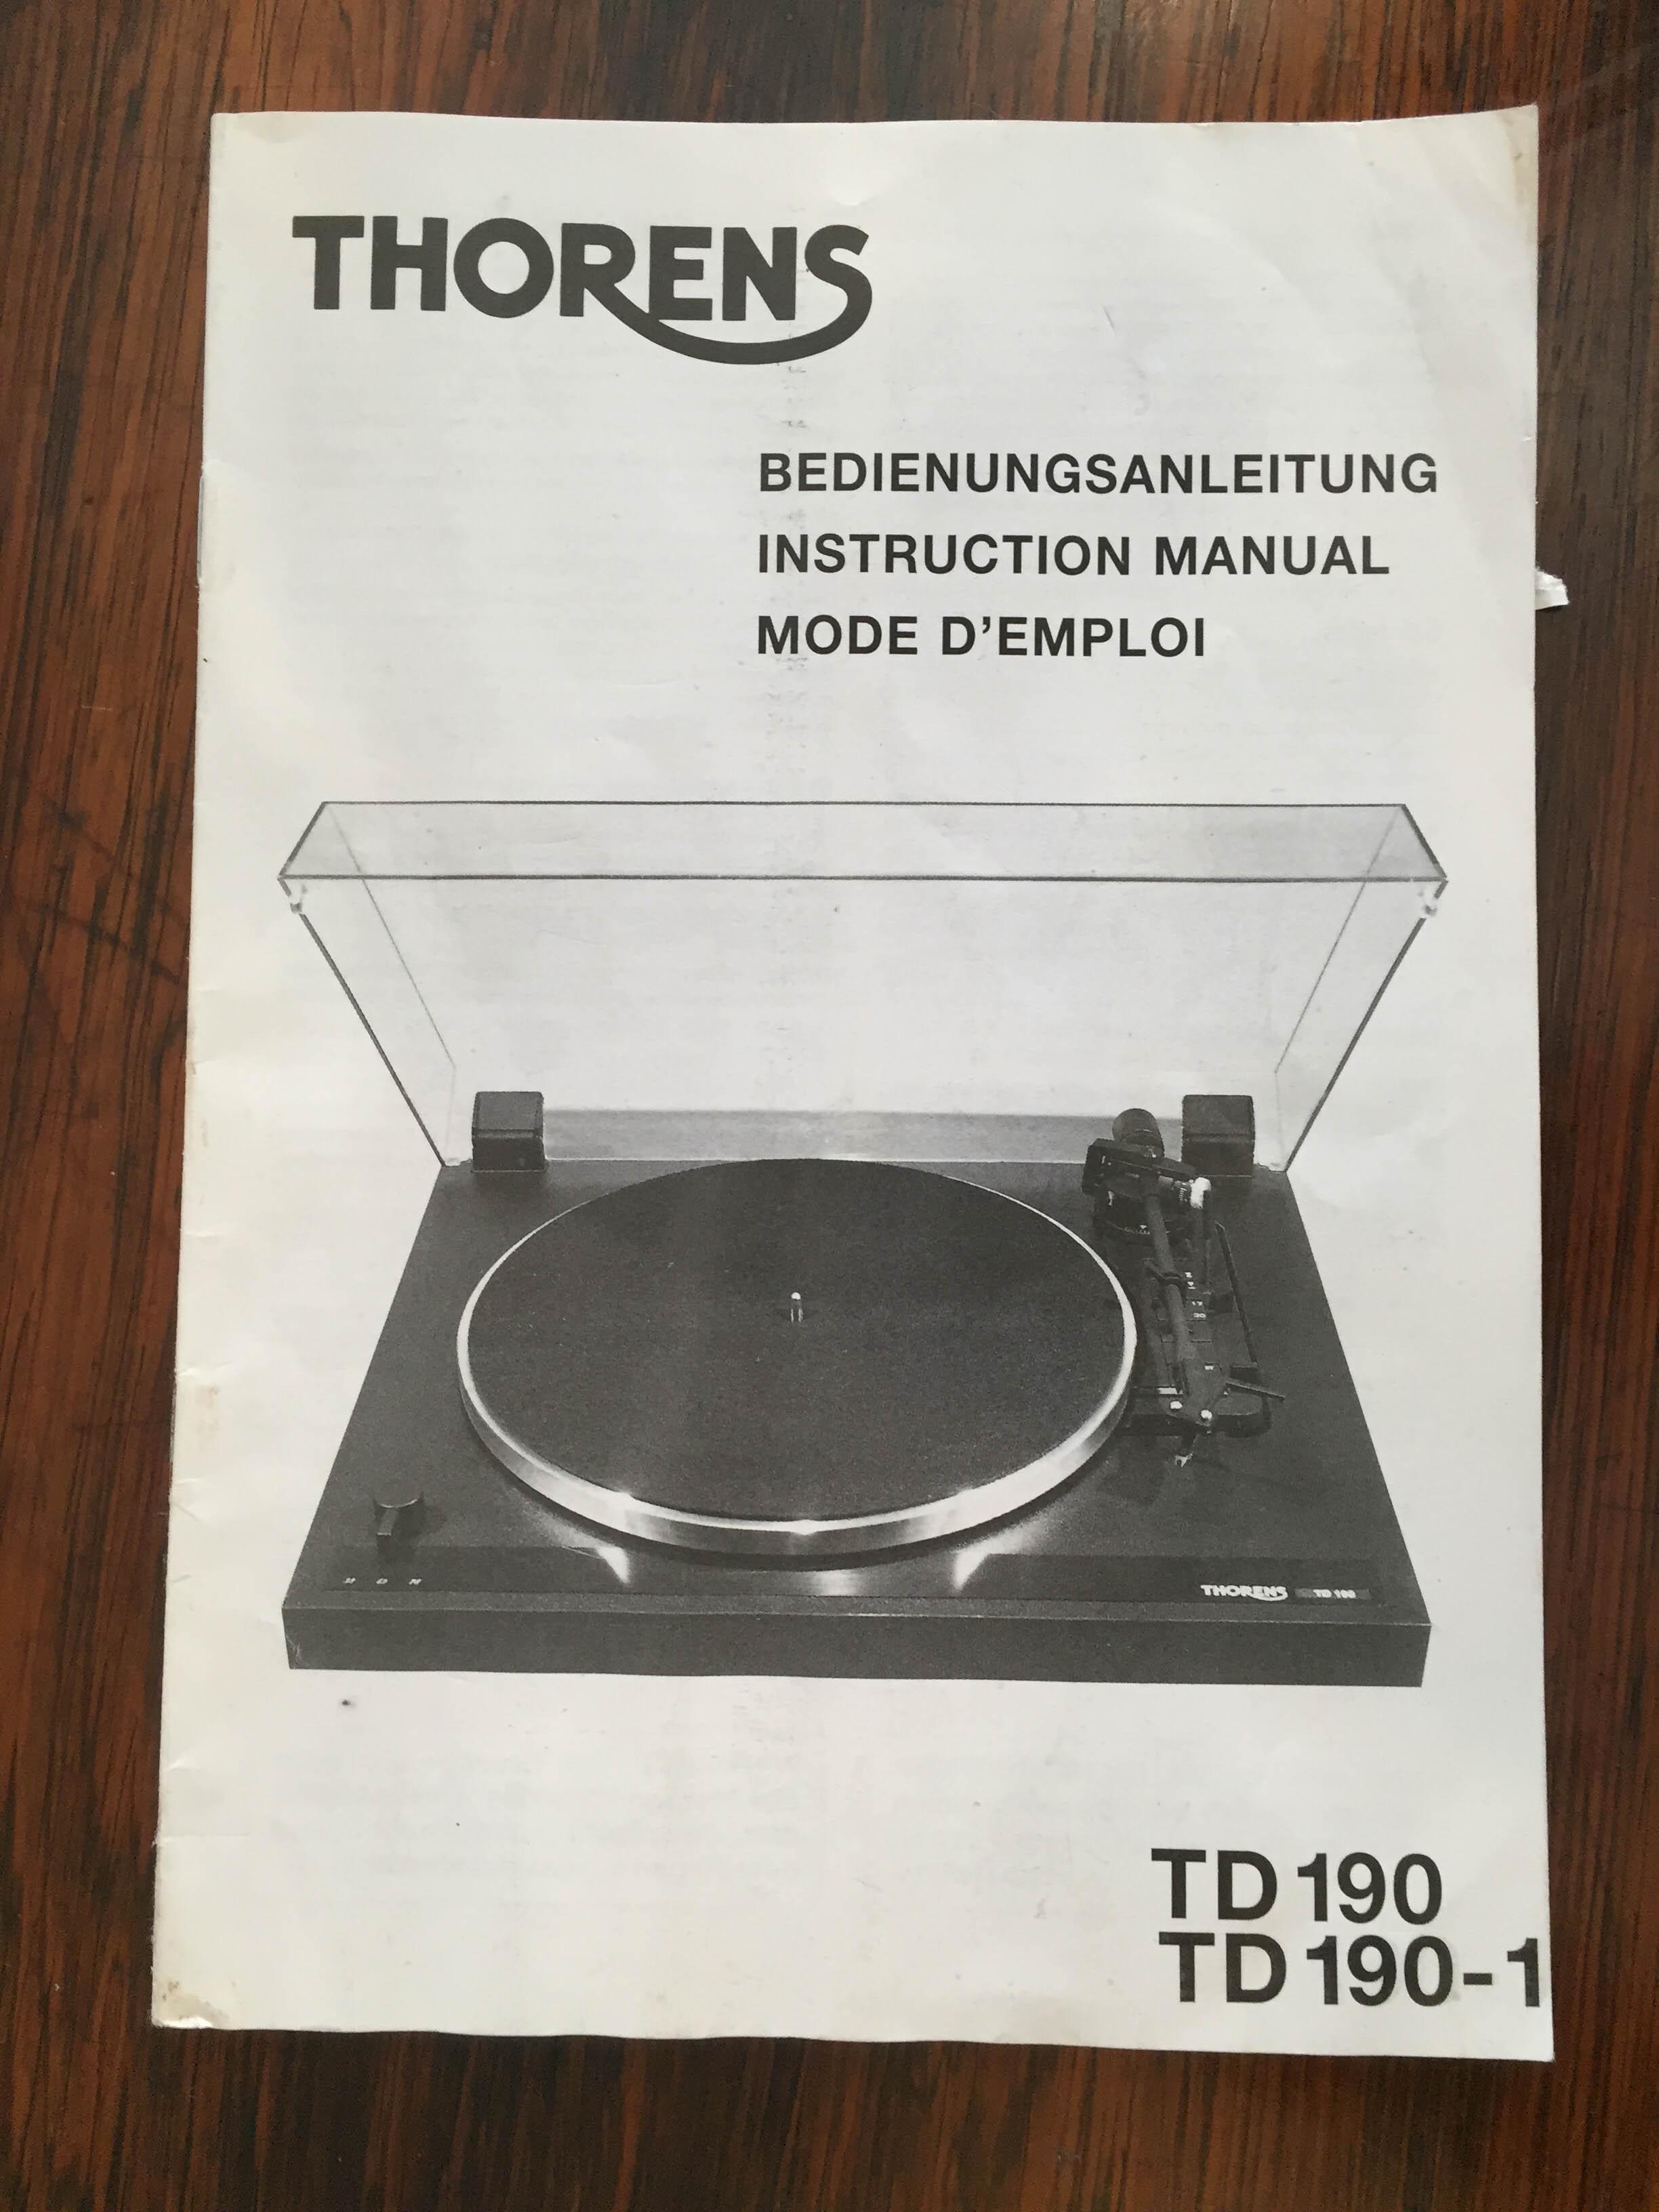 THORENS
BEDIENUNGSANLEITUNG
INSTRUCTION MANUAL
MODE D'EMPLOI
THORENS TD 190
TD 190
TD 190-1